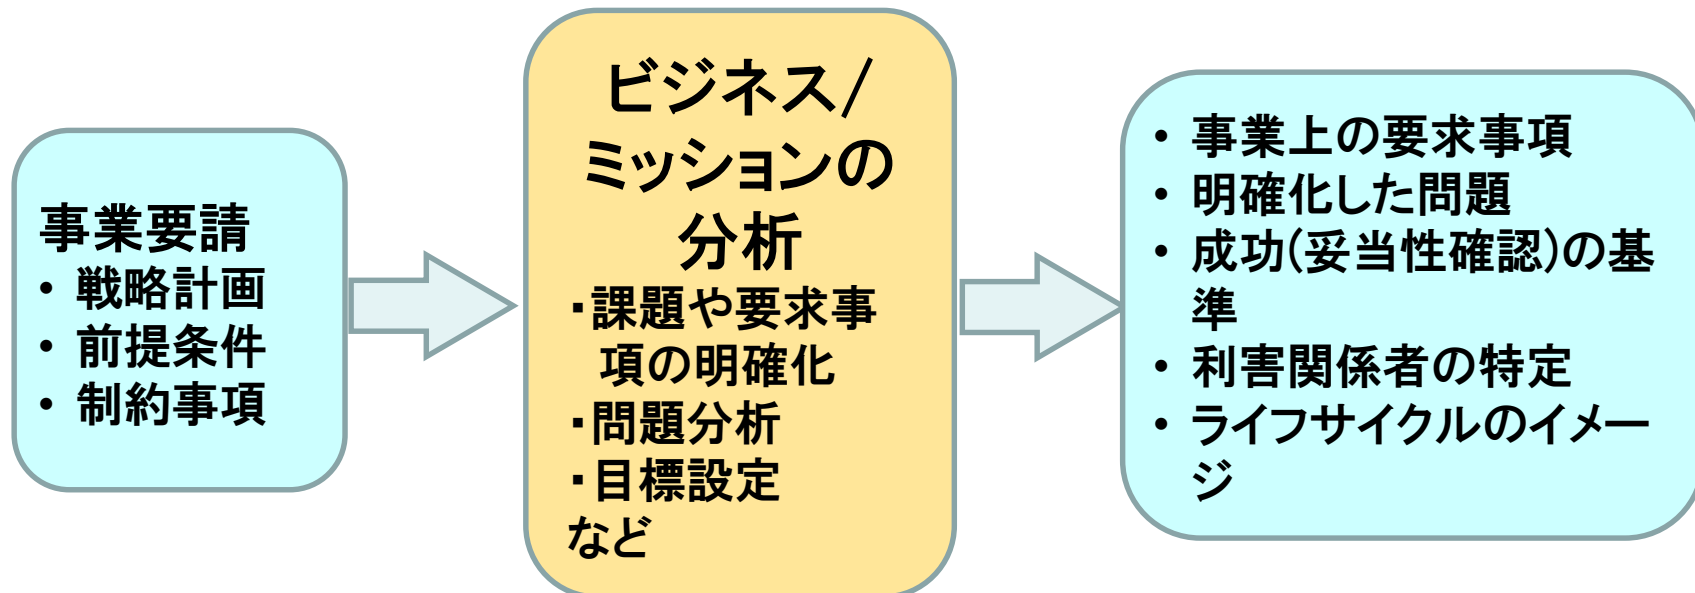 事業要請
• 戦略計画
• 前提条件
• 制約事項
ビジネス/
ミッションの
分析
・課題や要求事
項の明確化
・問題分析
・目標設定
など
• 事業上の要求事項
• 明確化した問題
• 成功(妥当性確認)の基
準
• 利害関係者の特定
• ライフサイクルのイメー
ジ